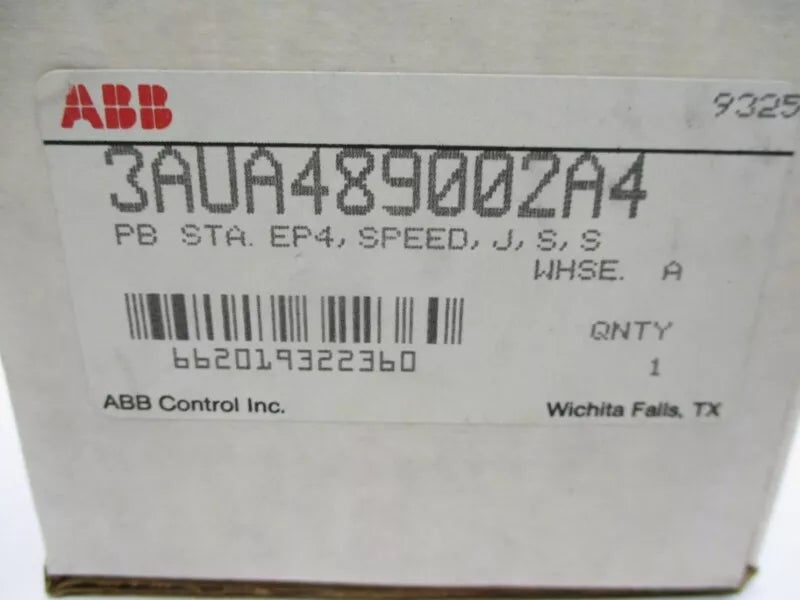 ABB 9325
3AUA489002A4
PB STA. EP4, SPEED, J, S, S
WHSE. A
QNTY
662019322360 1
ABB Control Inc. Wichita Falls, TX